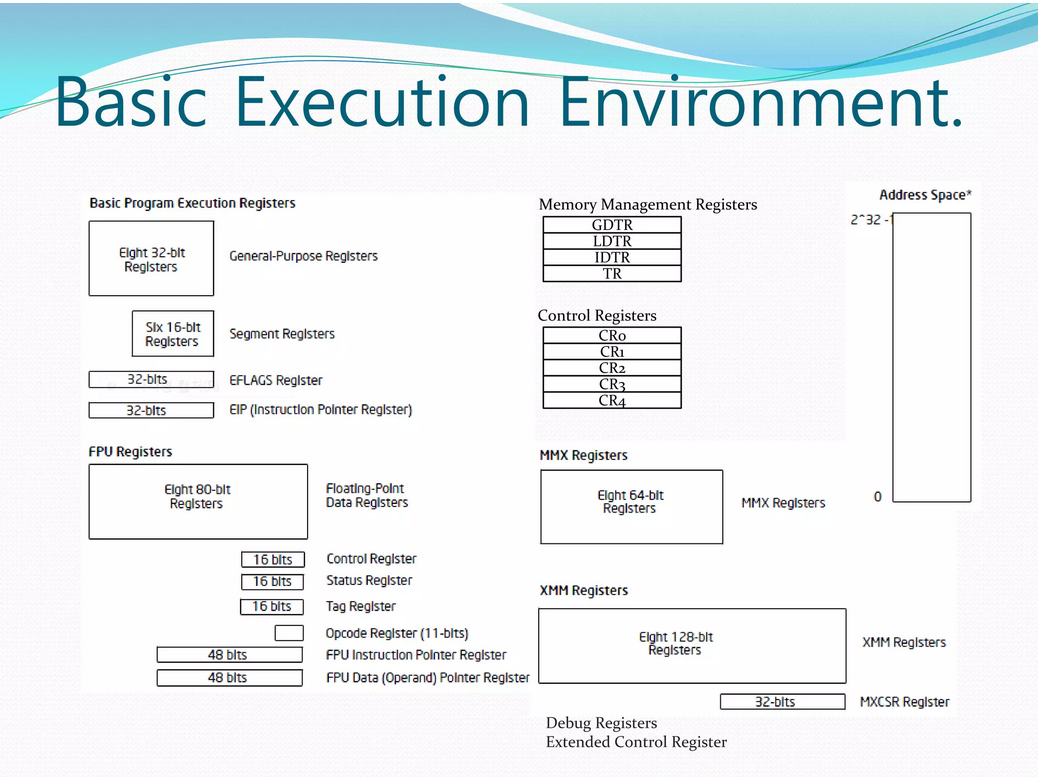 Basic Execution Environment.
Basic Program Execution Registers
Eight 32-bit
Registers
General-Purpose Registers
Six 16-bit
Registers
Segment Registers
32-bits
EFLAGS Register
32-bits
EIP (Instruction Pointer Register)
FPU Registers
Eight 80-bit
Registers
Floating-Point
Data Registers
16 bits
Control Register
16 bits
Status Register
16 bits
Tag Register
Opcode Register (11-bits)
48 bits
FPU Instruction Pointer Register
48 bits
FPU Data (Operand) Pointer Register
Memory Management Registers
GDTR
LDTR
IDTR
TR
Control Registers
CR0
CR1
CR2
CR3
CR4
MMX Registers
Eight 64-bit
Registers
MMX Registers
XMM Registers
Eight 128-bit
Registers
XMM Registers
32-bits
MXCSR Register
Debug Registers
Extended Control Register
Address Space*
2^32 -1
0